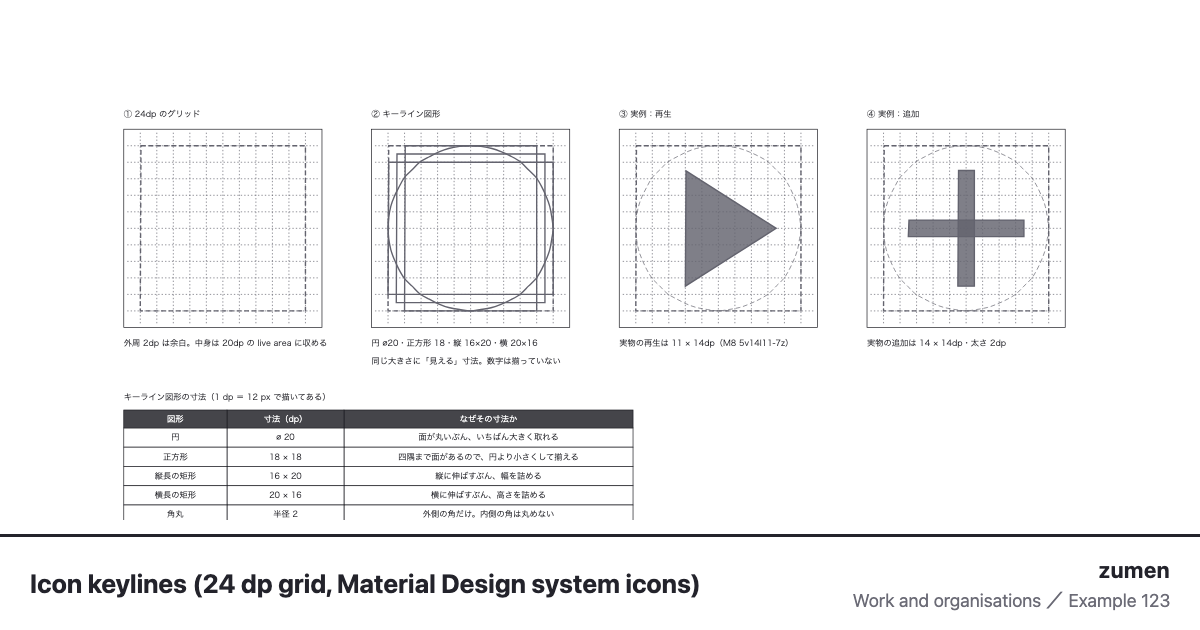 ① 24dp のグリッド
② キーライン図形
③ 実例：再生
④ 実例：追加
外周 2dp は余白。中身は 20dp の live area に収める
円 ø20・正方形 18・縦 16×20・横 20×16
同じ大きさに「見える」寸法。数字は揃っていない
実物の再生は 11 × 14dp（M8 5v14l11-7z）
実物の追加は 14 × 14dp・太さ 2dp
キーライン図形の寸法（1 dp ＝ 12 px で描いてある）
図形 寸法（dp） なぜその寸法か
円 ø 20 面が丸いぶん、いちばん大きく取れる
正方形 18 × 18 四隅まで面があるので、円より小さくして揃える
縦長の矩形 16 × 20 縦に伸ばすぶん、幅を詰める
横長の矩形 20 × 16 横に伸ばすぶん、高さを詰める
角丸 半径 2 外側の角だけ。内側の角は丸めない
Icon keylines (24 dp grid, Material Design system icons)
zumen
Work and organisations ／ Example 123